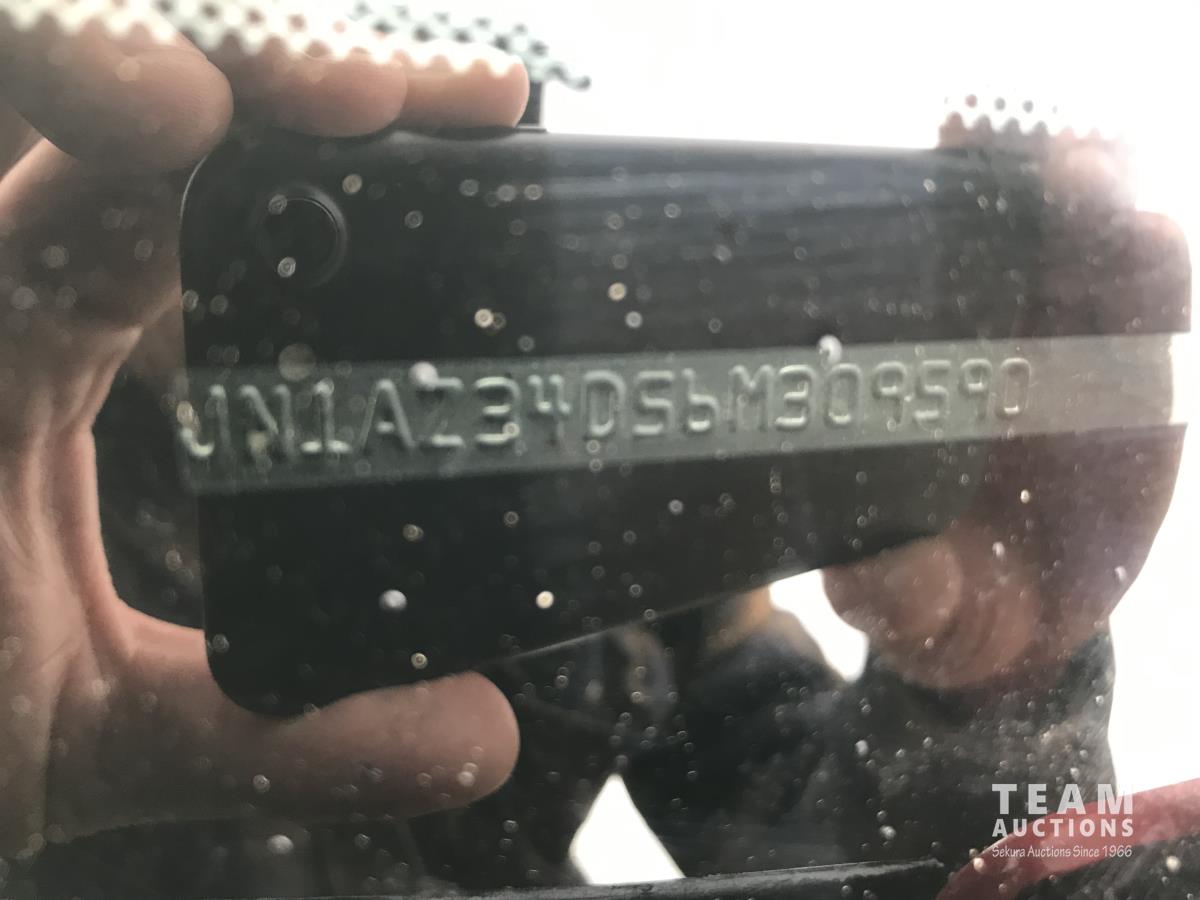 JN1AZ34D56M309590
TEAM
AUCTIONS
Sekura Auctions Since 1966